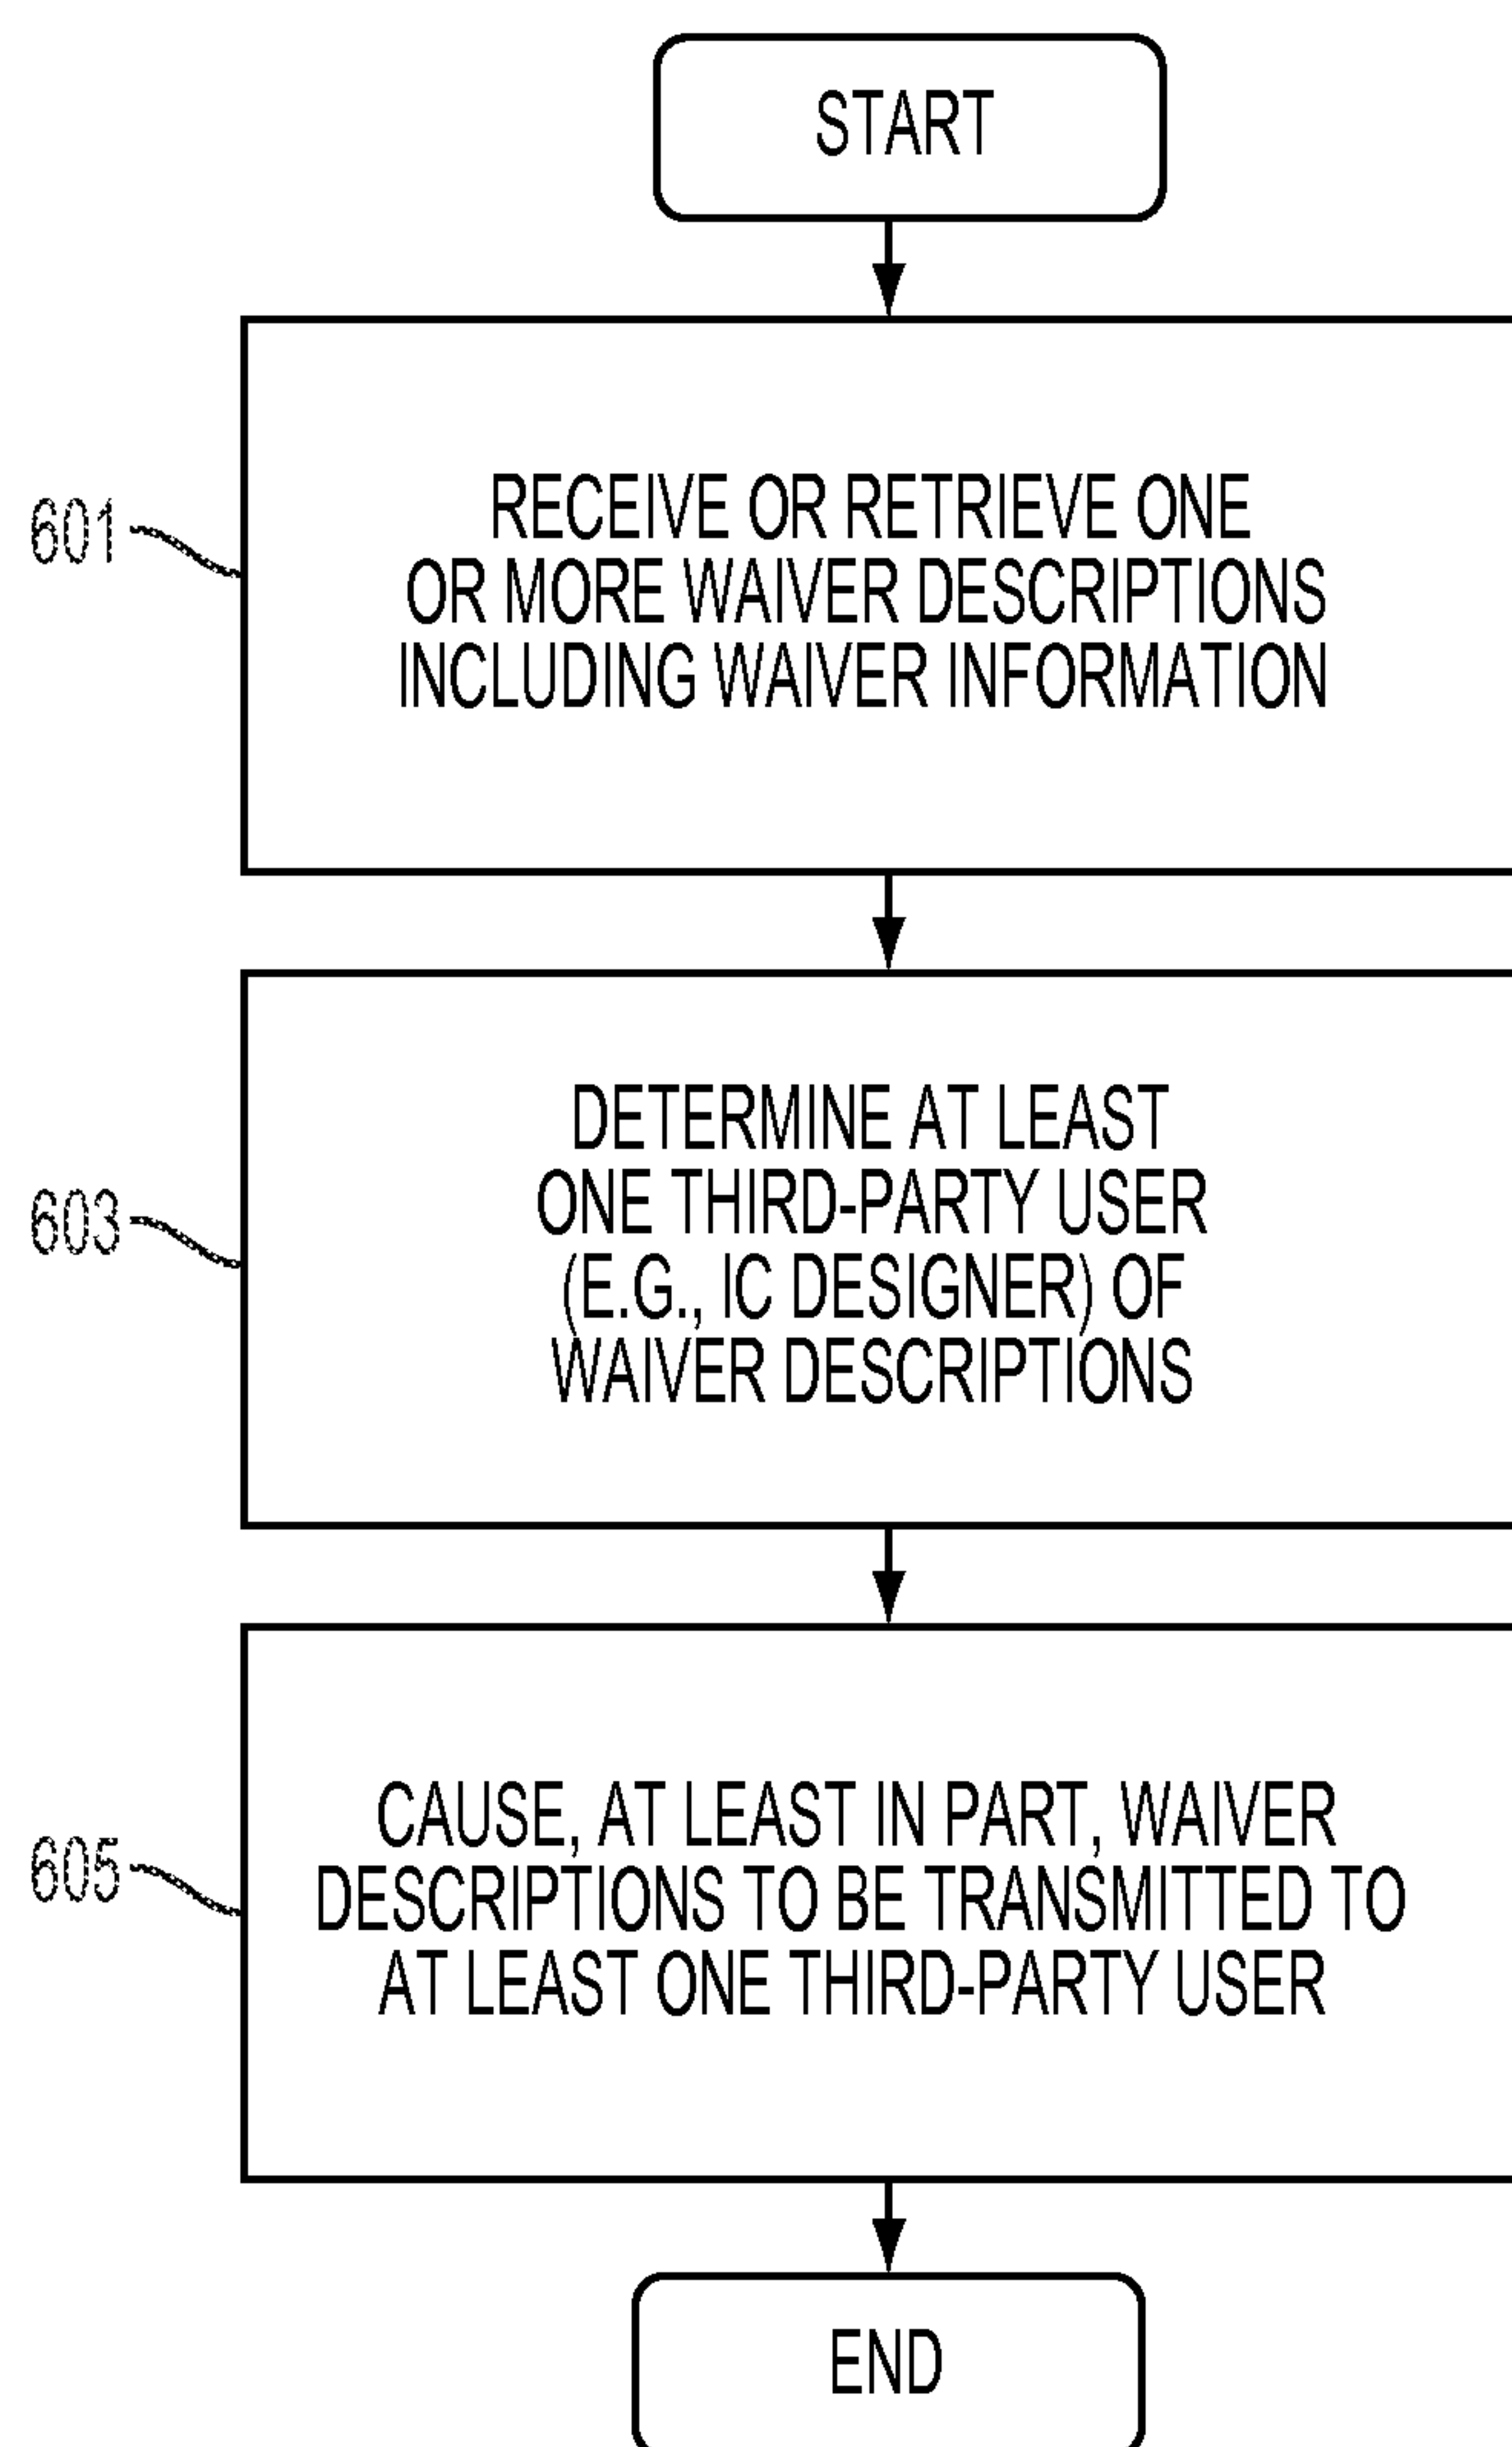 START
601
RECEIVE OR RETRIEVE ONE
OR MORE WAIVER DESCRIPTIONS
INCLUDING WAIVER INFORMATION
603
DETERMINE AT LEAST
ONE THIRD-PARTY USER
(E.G., IC DESIGNER) OF
WAIVER DESCRIPTIONS
605
CAUSE, AT LEAST IN PART, WAIVER
DESCRIPTIONS TO BE TRANSMITTED TO
AT LEAST ONE THIRD-PARTY USER
END